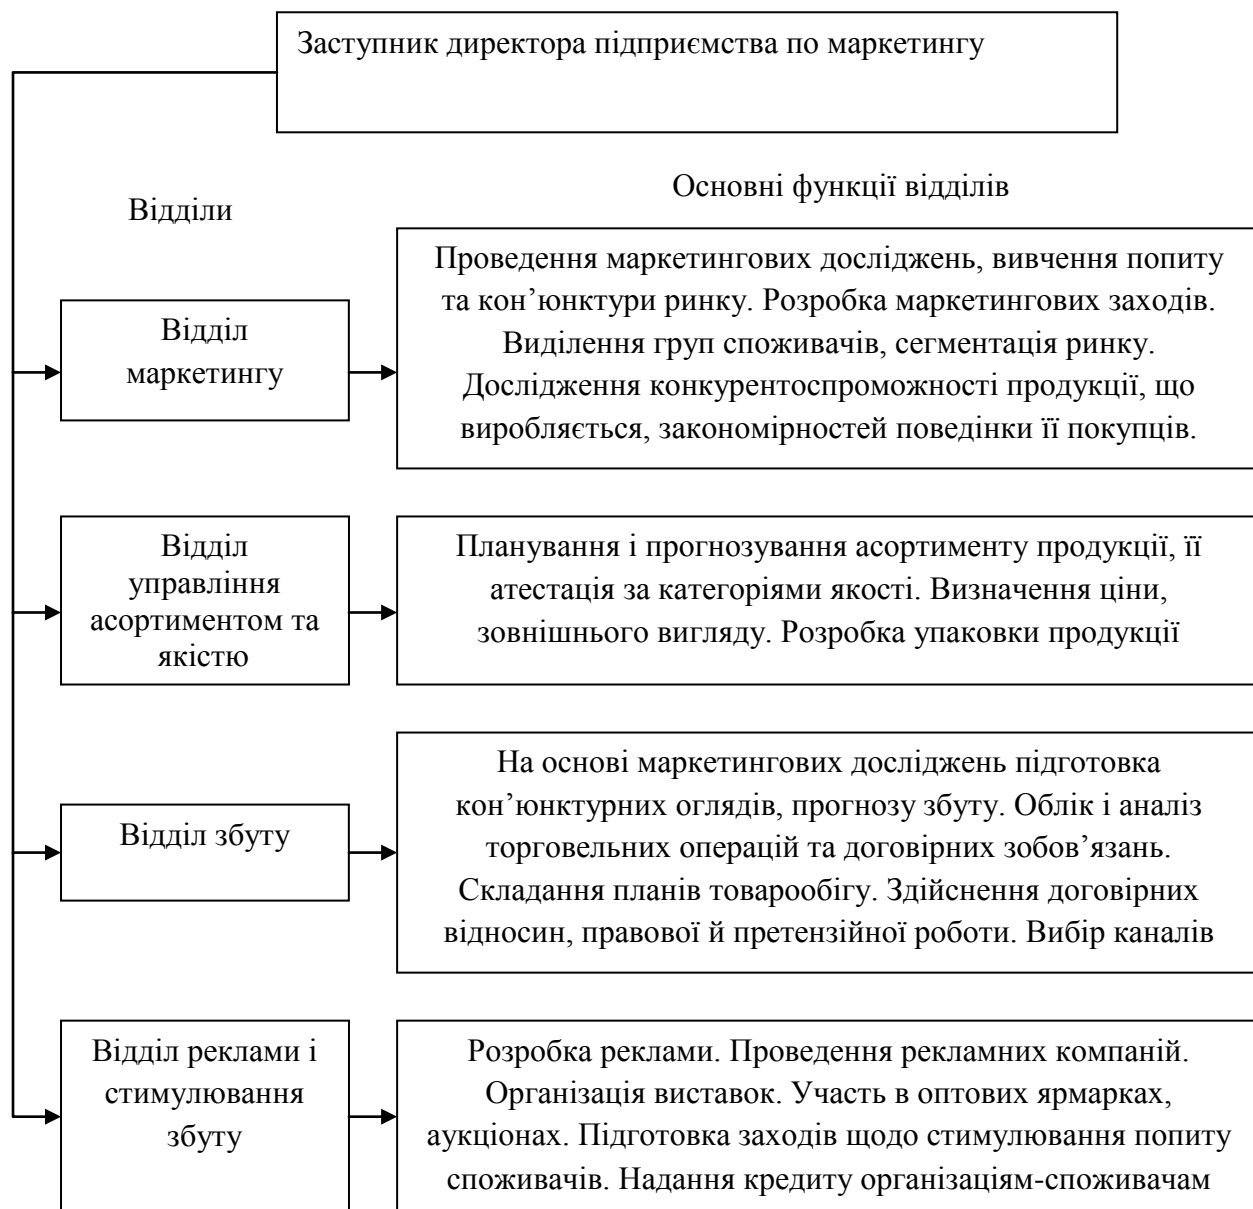 Заступник директора підприємства по маркетингу
Основні функції відділів
Відділи
Відділ
маркетингу
Проведення маркетингових досліджень, вивчення попиту
та кон’юнктури ринку. Розробка маркетингових заходів.
Виділення груп споживачів, сегментація ринку.
Дослідження конкурентоспроможності продукції, що
виробляється, закономірностей поведінки її покупців.
Відділ
управління
асортиментом та
якістю
Планування і прогнозування асортименту продукції, її
атестація за категоріями якості. Визначення ціни,
зовнішнього вигляду. Розробка упаковки продукції
Відділ збуту
На основі маркетингових досліджень підготовка
кон’юнктурних оглядів, прогнозу збуту. Облік і аналіз
торговельних операцій та договірних зобов’язань.
Складання планів товарообігу. Здійснення договірних
відносин, правової й претензійної роботи. Вибір каналів
Відділ реклами і
стимулювання
збуту
Розробка реклами. Проведення рекламних компаній.
Організація виставок. Участь в оптових ярмарках,
аукціонах. Підготовка заходів щодо стимулювання попиту
споживачів. Надання кредиту організаціям-споживачам